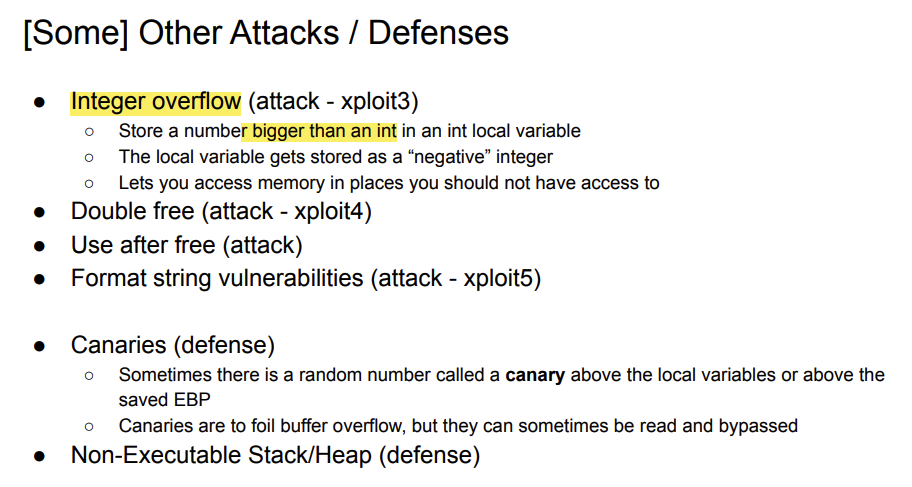 [Some] Other Attacks / Defenses
● Integer overflow (attack - xploit3)
○ Store a number bigger than an int in an int local variable
○ The local variable gets stored as a “negative” integer
○ Lets you access memory in places you should not have access to
● Double free (attack - xploit4)
● Use after free (attack)
● Format string vulnerabilities (attack - xploit5)
● Canaries (defense)
○ Sometimes there is a random number called a canary above the local variables or above the
saved EBP
○ Canaries are to foil buffer overflow, but they can sometimes be read and bypassed
● Non-Executable Stack/Heap (defense)